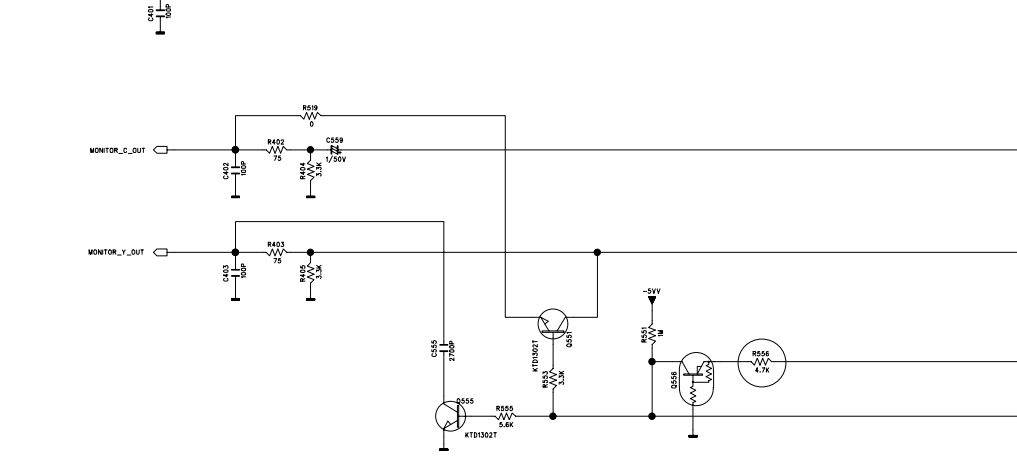 C401
100P
R519
0
MONITOR_C_OUT
R402
75
C559
1/50V
C402
100P
R404
3.3K
MONITOR_Y_OUT
R403
75
C403
100P
R405
3.3K
-5VV
R551
1M
Q551
KTD1302T
C555
2700P
R553
3.3K
Q556
R556
4.7K
Q555
R555
5.6K
KTD1302T